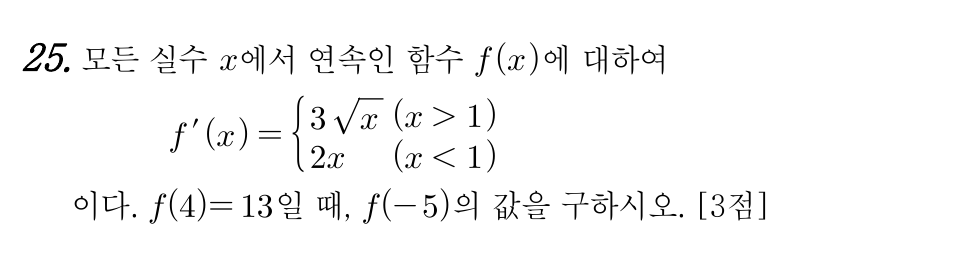 25. 모든 실수 x에서 연속인 함수 f(x)에 대하여
f′(x) = { 3√x (x > 1)
2x (x < 1)
이다. f(4)= 13일 때, f(−5)의 값을 구하시오. [3점]